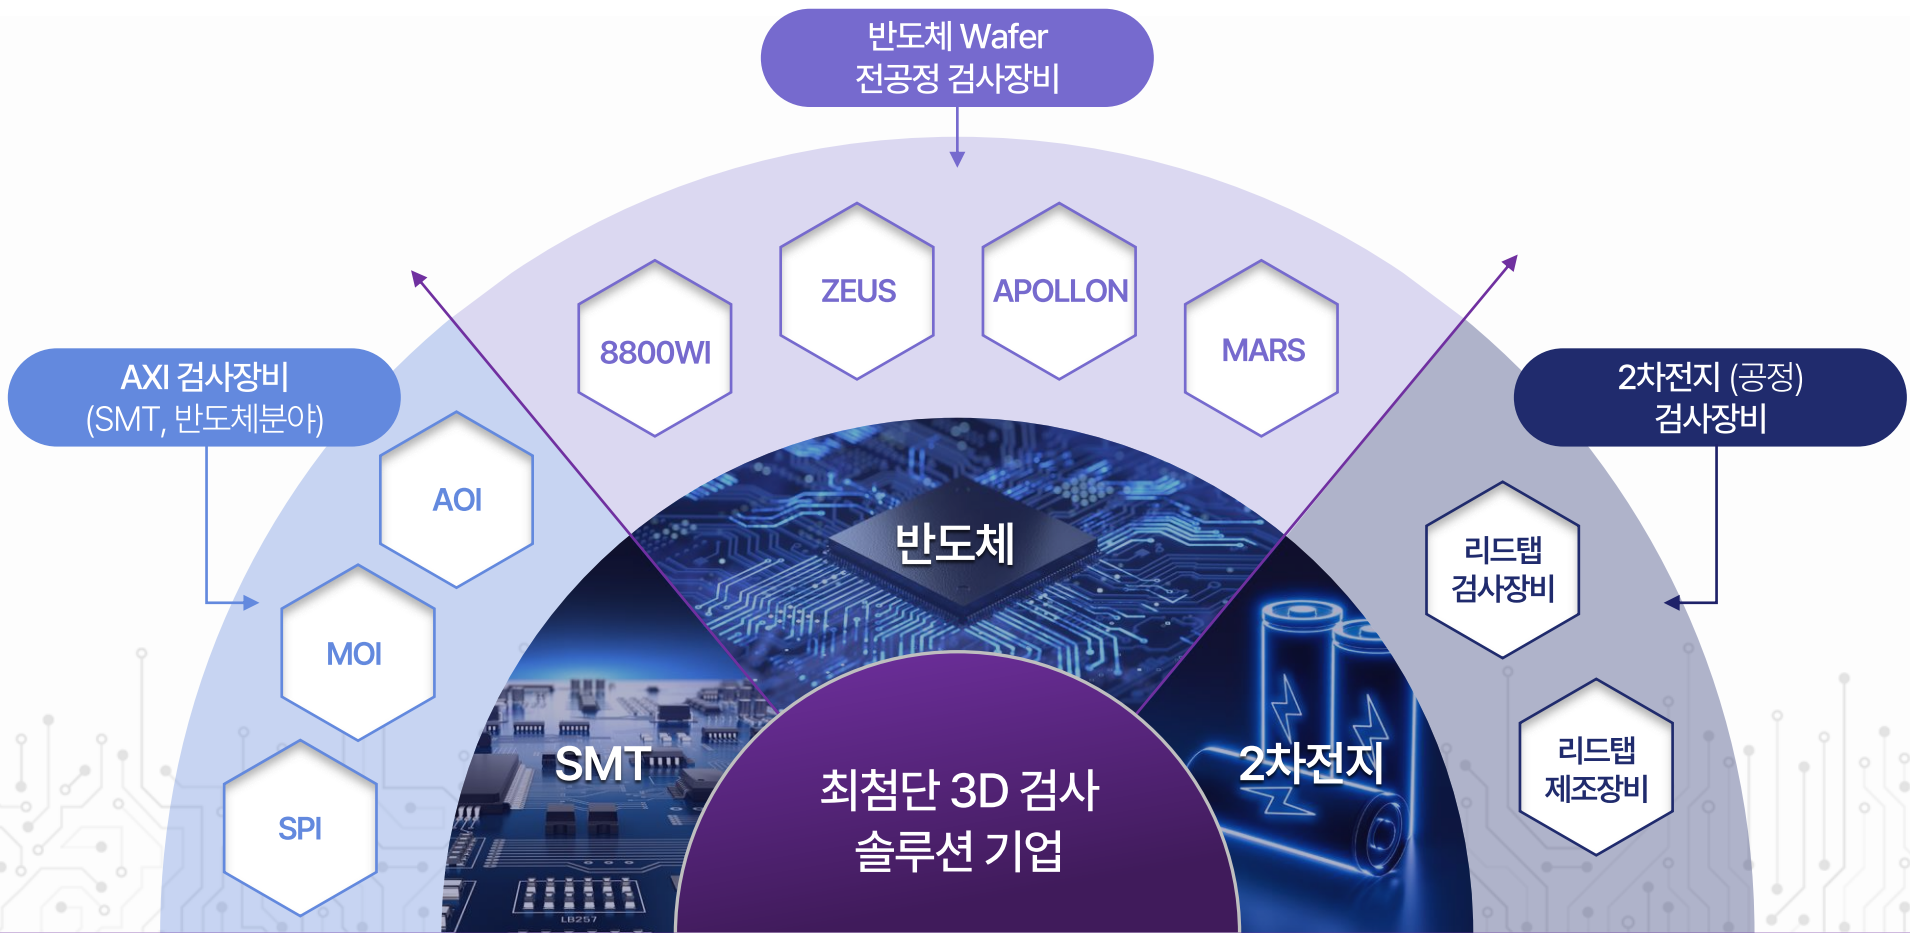 반도체 Wafer
전공정 검사장비
ZEUS
APOLLON
8800WI
MARS
AXI 검사장비
(SMT, 반도체분야)
2차전지 (공정)
검사장비
AOI
MOI
SPI
리드탭
검사장비
리드탭
제조장비
반도체
SMT
2차전지
최첨단 3D 검사
솔루션 기업
LB257